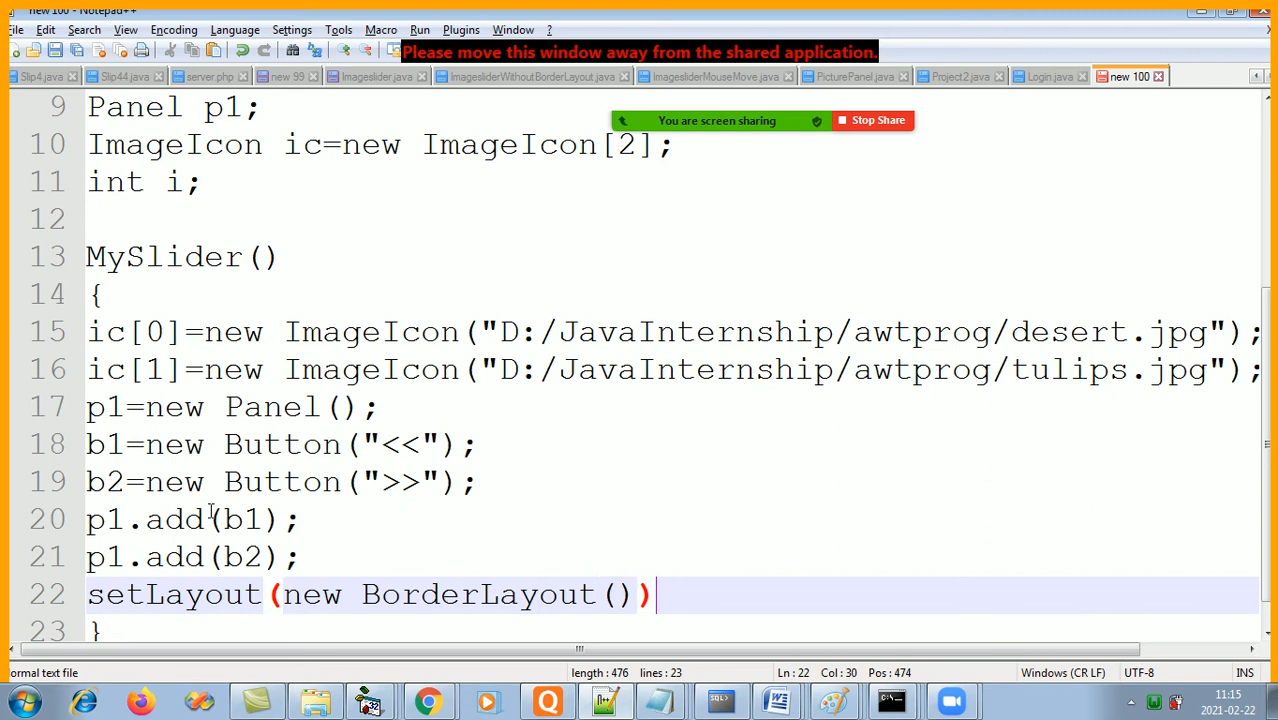 new 100 - Notepad++
File Edit Search View Encoding Language Settings Tools Macro Run Plugins Window ?
Please move this window away from the shared application.
Slip4.java Slip44.java server.php new 99 Imageslider.java ImagesliderWithoutBorderLayout.java ImagesliderMouseMove.java PicturePanel.java Project2.java Login.java new 100
You are screen sharing Stop Share
9 Panel p1;
10 ImageIcon ic=new ImageIcon[2];
11 int i;
12
13 MySlider()
14 {
15 ic[0]=new ImageIcon("D:/JavaInternship/awtprog/desert.jpg");
16 ic[1]=new ImageIcon("D:/JavaInternship/awtprog/tulips.jpg");
17 p1=new Panel();
18 b1=new Button("<<");
19 b2=new Button(">>");
20 p1.add(b1);
21 p1.add(b2);
22 setLayout(new BorderLayout())
23 }
ormal text file length : 476 lines : 23 Ln : 22 Col : 30 Pos : 474 Windows (CR LF) UTF-8 INS
11:15
2021-02-22